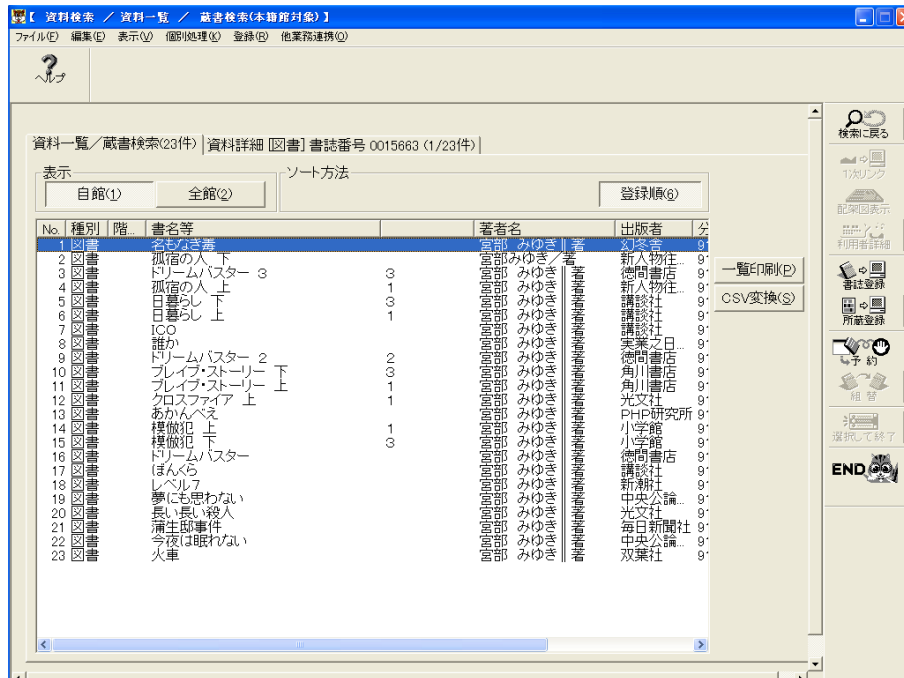 【 資料検索 ／ 資料一覧 ／ 蔵書検索(本籍館対象) 】
ファイル(F) 編集(E) 表示(V) 個別処理(K) 登録(R) 他業務連携(O)
ヘルプ
資料一覧／蔵書検索(23件) 資料詳細 [図書] 書誌番号 0015663 (1/23件)
表示 ソート方法
自館(1) 全館(2) 登録順(6)
No. 種別 階... 書名等 著者名 出版者 分
1 図書 名もなき毒 宮部 みゆき‖著 幻冬舎 9
2 図書 孤宿の人 下 宮部みゆき／著 新人物往... 9
3 図書 ドリームバスター 3 3 宮部 みゆき‖著 徳間書店 9
4 図書 孤宿の人 上 1 宮部 みゆき‖著 新人物往... 9
5 図書 日暮らし 下 3 宮部 みゆき‖著 講談社 9
6 図書 日暮らし 上 1 宮部 みゆき‖著 講談社 9
7 図書 ICO 宮部 みゆき‖著 講談社 9
8 図書 誰か 宮部 みゆき‖著 実業之日... 9
9 図書 ドリームバスター 2 2 宮部 みゆき‖著 徳間書店 9
10 図書 ブレイブ・ストーリー 下 3 宮部 みゆき‖著 角川書店 9
11 図書 ブレイブ・ストーリー 上 1 宮部 みゆき‖著 角川書店 9
12 図書 クロスファイア 上 1 宮部 みゆき‖著 光文社 9
13 図書 あかんべえ 宮部 みゆき‖著 PHP研究所 9
14 図書 模倣犯 上 1 宮部 みゆき‖著 小学館 9
15 図書 模倣犯 下 3 宮部 みゆき‖著 小学館 9
16 図書 ドリームバスター 宮部 みゆき‖著 徳間書店 9
17 図書 ぼんくら 宮部 みゆき‖著 講談社 9
18 図書 レベル7 宮部 みゆき‖著 新潮社 9
19 図書 夢にも思わない 宮部 みゆき‖著 中央公論... 9
20 図書 長い長い殺人 宮部 みゆき‖著 光文社 9
21 図書 蒲生邸事件 宮部 みゆき‖著 毎日新聞社 9
22 図書 今夜は眠れない 宮部 みゆき‖著 中央公論... 9
23 図書 火車 宮部 みゆき‖著 双葉社 9
一覧印刷(P)
CSV変換(S)
検索に戻る
1次リンク
配架図表示
利用者詳細
書誌登録
所蔵登録
予約
組替
選択して終了
END